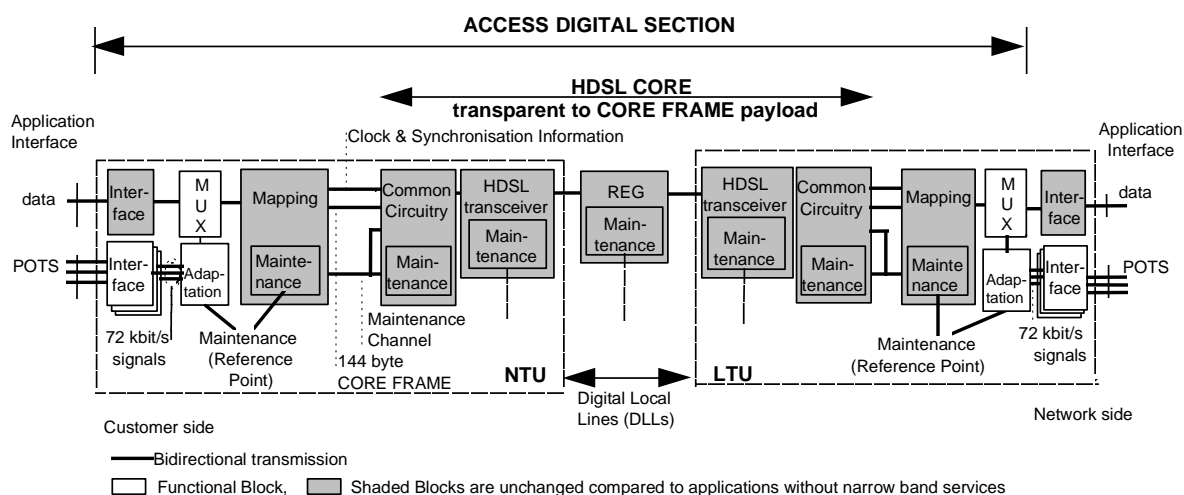 ACCESS DIGITAL SECTION
HDSL CORE
transparent to CORE FRAME payload
Application
Interface
Clock & Synchronisation Information
Application
Interface
data
Inter-
face
M
U
X
Mapping
Common
Circuitry
HDSL
transceiver
REG
HDSL
transceiver
Common
Circuitry
Mapping
M
U
X
Inter-
face
data
POTS
Inter-
face
Adap-
tation
Mainte-
nance
Main-
tenance
Main-
tenance
Main-
tenance
Main-
tenance
Main-
tenance
Mainte
nance
Adap-
tation
Inter-
face
POTS
72 kbit/s
signals
Maintenance
(Reference
Point)
Maintenance
Channel
144 byte
CORE FRAME
NTU
LTU
Digital Local
Lines (DLLs)
Maintenance
(Reference Point)
72 kbit/s
signals
Customer side
Network side
Bidirectional transmission
Functional Block,
Shaded Blocks are unchanged compared to applications without narrow band services